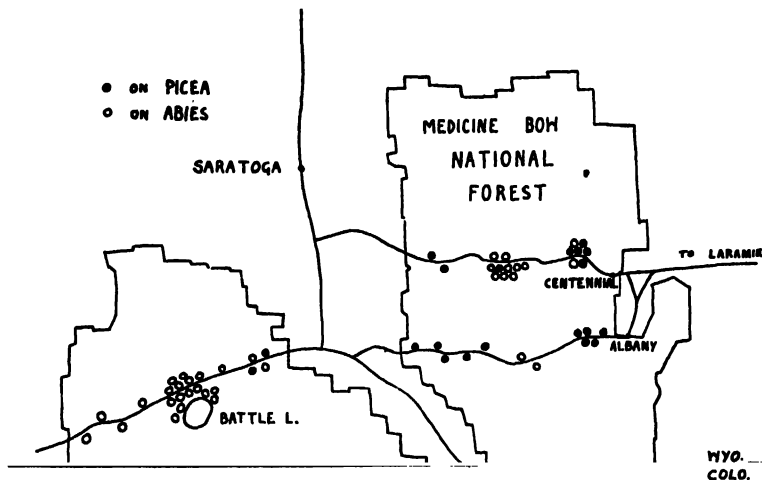 ● ON PICEA
○ ON ABIES
MEDICINE BOW
NATIONAL
FOREST
SARATOGA
TO LARAMIE
CENTENNIAL
ALBANY
BATTLE L.
WYO.
COLO.